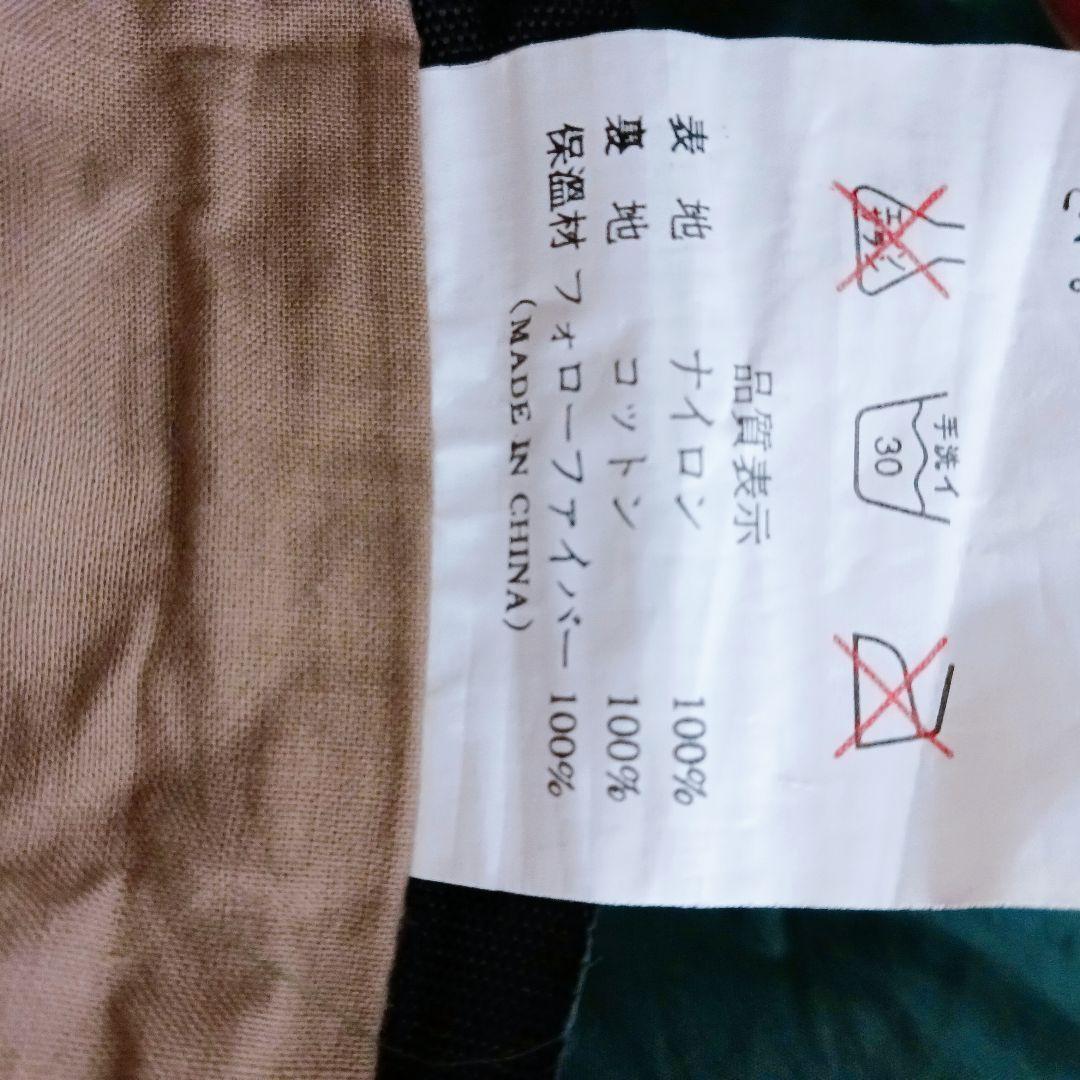 手洗イ
30
品質表示
表地 ナイロン 100%
裏地 コットン 100%
保溫材 フォローファイバー 100%
(MADE IN CHINA)